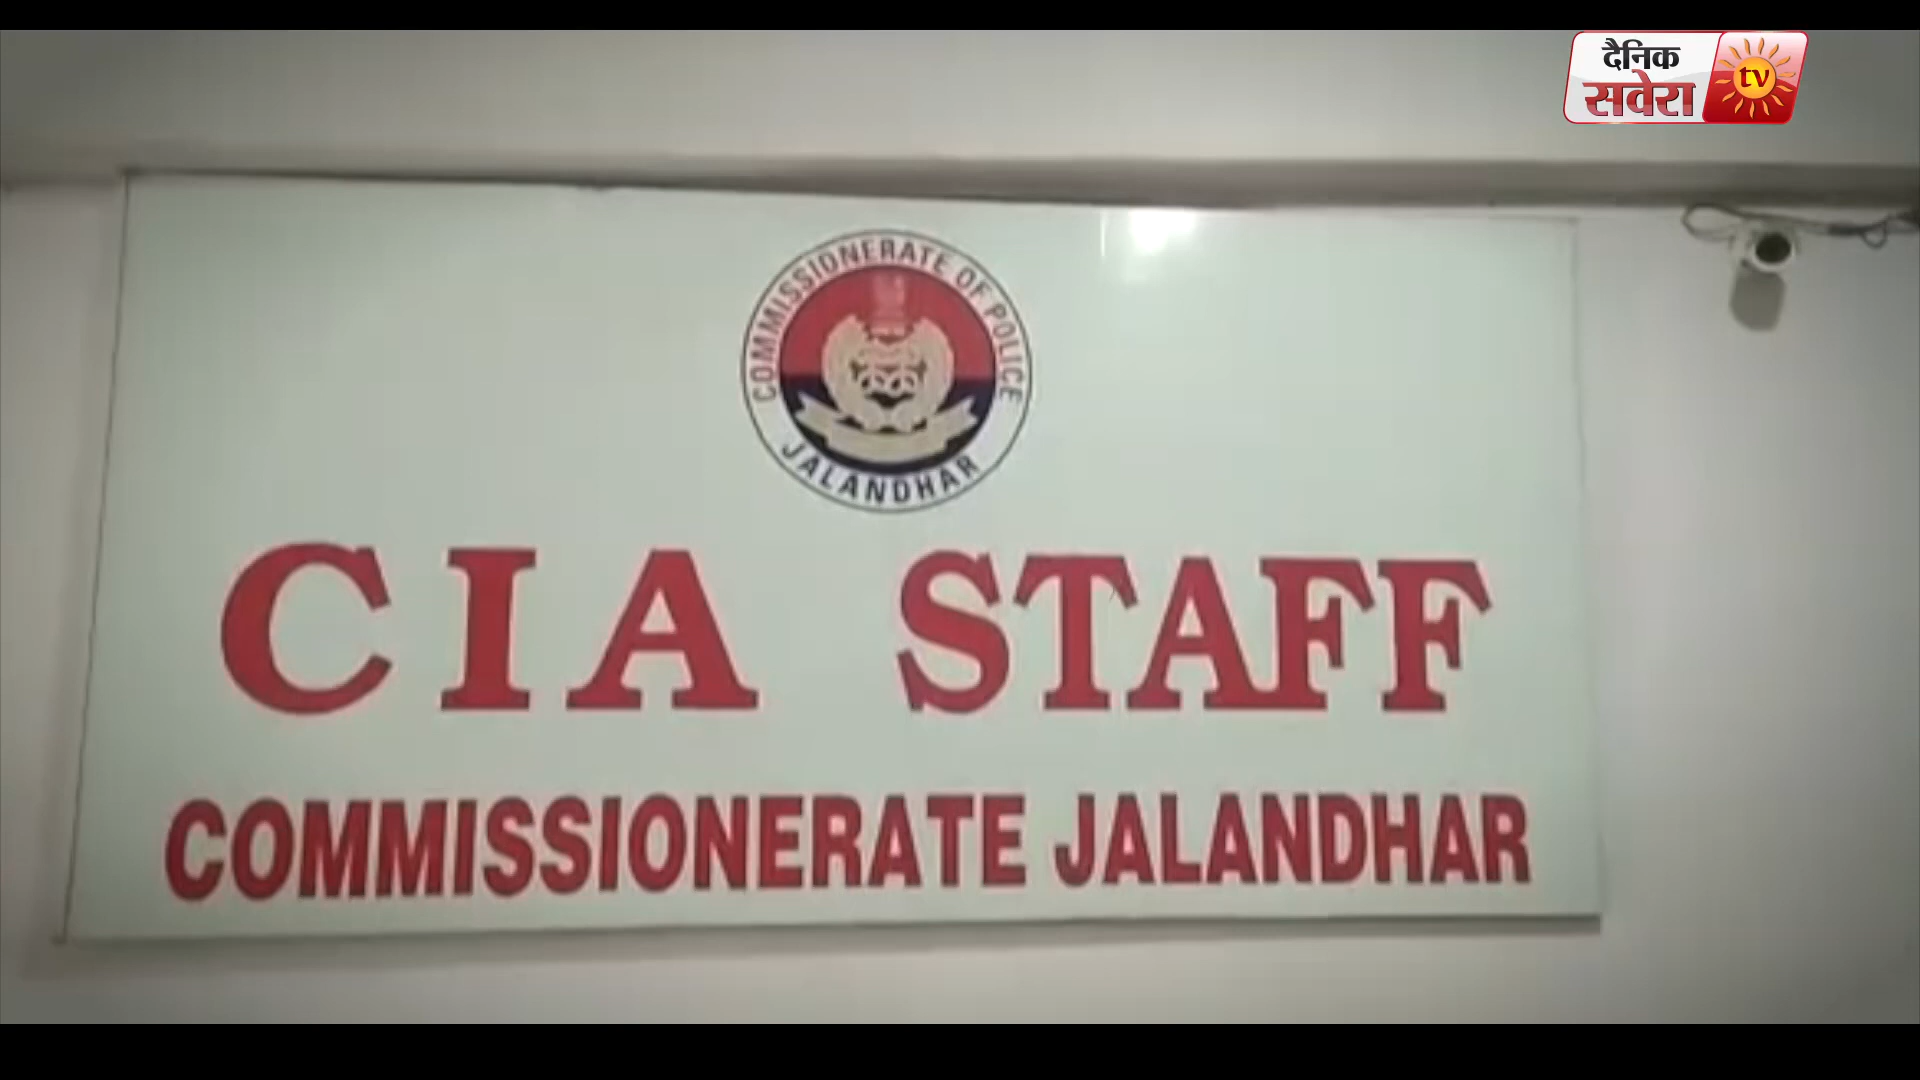 दैनिक
सवेरा tv
COMMISSIONERATE OF POLICE
JALANDHAR
CIA STAFF
COMMISSIONERATE JALANDHAR